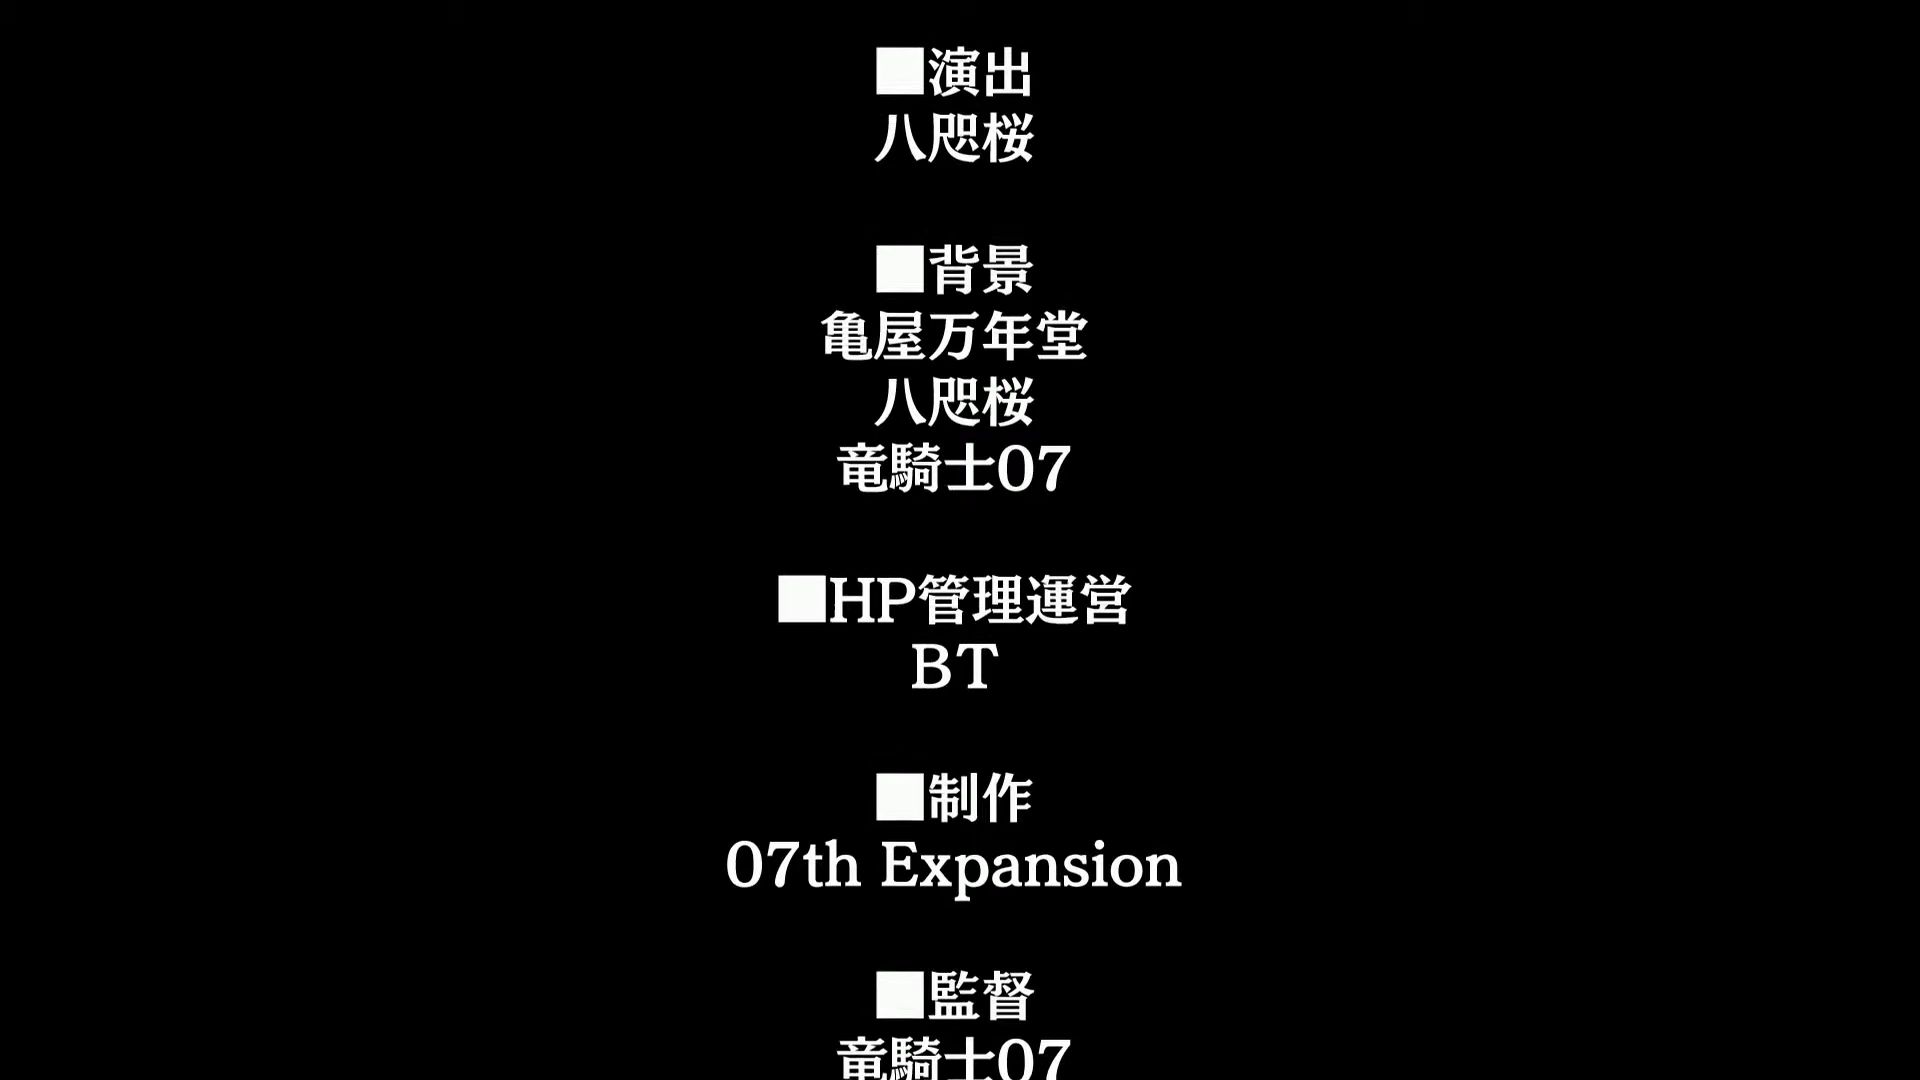 ■演出
八咫桜
■背景
亀屋万年堂
八咫桜
竜騎士07
■HP管理運営
BT
■制作
07th Expansion
■監督
竜騎士07